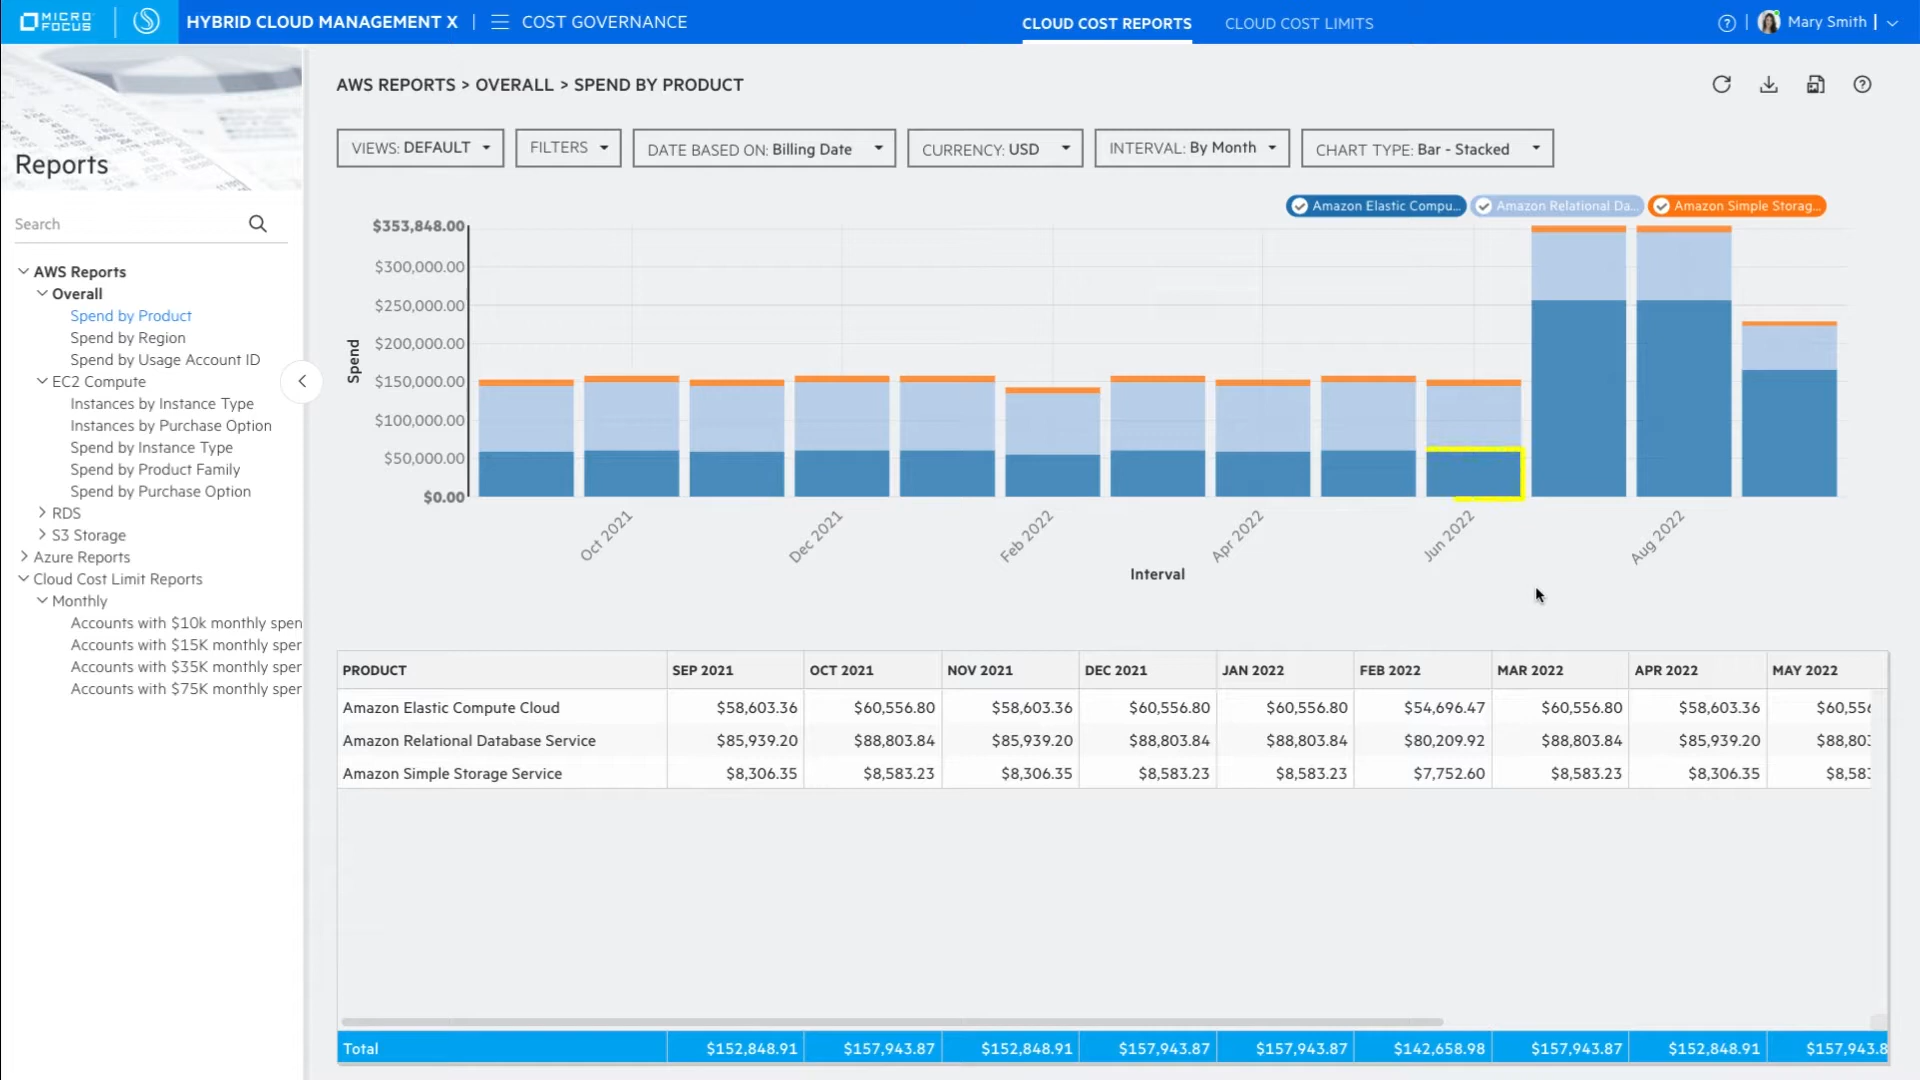 MICRO FOCUS
HYBRID CLOUD MANAGEMENT X | COST GOVERNANCE
CLOUD COST REPORTS
CLOUD COST LIMITS
Mary Smith
Reports
Search
AWS Reports
Overall
Spend by Product
Spend by Region
Spend by Usage Account ID
EC2 Compute
Instances by Instance Type
Instances by Purchase Option
Spend by Instance Type
Spend by Product Family
Spend by Purchase Option
RDS
S3 Storage
Azure Reports
Cloud Cost Limit Reports
Monthly
Accounts with $10k monthly spen
Accounts with $15K monthly sper
Accounts with $35K monthly sper
Accounts with $75K monthly sper
AWS REPORTS > OVERALL > SPEND BY PRODUCT
VIEWS: DEFAULT
FILTERS
DATE BASED ON: Billing Date
CURRENCY: USD
INTERVAL: By Month
CHART TYPE: Bar - Stacked
Amazon Elastic Compu...
Amazon Relational Da...
Amazon Simple Storag...
Spend
$353,848.00
$300,000.00
$250,000.00
$200,000.00
$150,000.00
$100,000.00
$50,000.00
$0.00
Oct 2021
Dec 2021
Feb 2022
Apr 2022
Jun 2022
Aug 2022
Interval
PRODUCT SEP 2021 OCT 2021 NOV 2021 DEC 2021 JAN 2022 FEB 2022 MAR 2022 APR 2022 MAY 2022
Amazon Elastic Compute Cloud $58,603.36 $60,556.80 $58,603.36 $60,556.80 $60,556.80 $54,696.47 $60,556.80 $58,603.36 $60,556
Amazon Relational Database Service $85,939.20 $88,803.84 $85,939.20 $88,803.84 $88,803.84 $80,209.92 $88,803.84 $85,939.20 $88,803
Amazon Simple Storage Service $8,306.35 $8,583.23 $8,306.35 $8,583.23 $8,583.23 $7,752.60 $8,583.23 $8,306.35 $8,583
Total $152,848.91 $157,943.87 $152,848.91 $157,943.87 $157,943.87 $142,658.98 $157,943.87 $152,848.91 $157,943.8